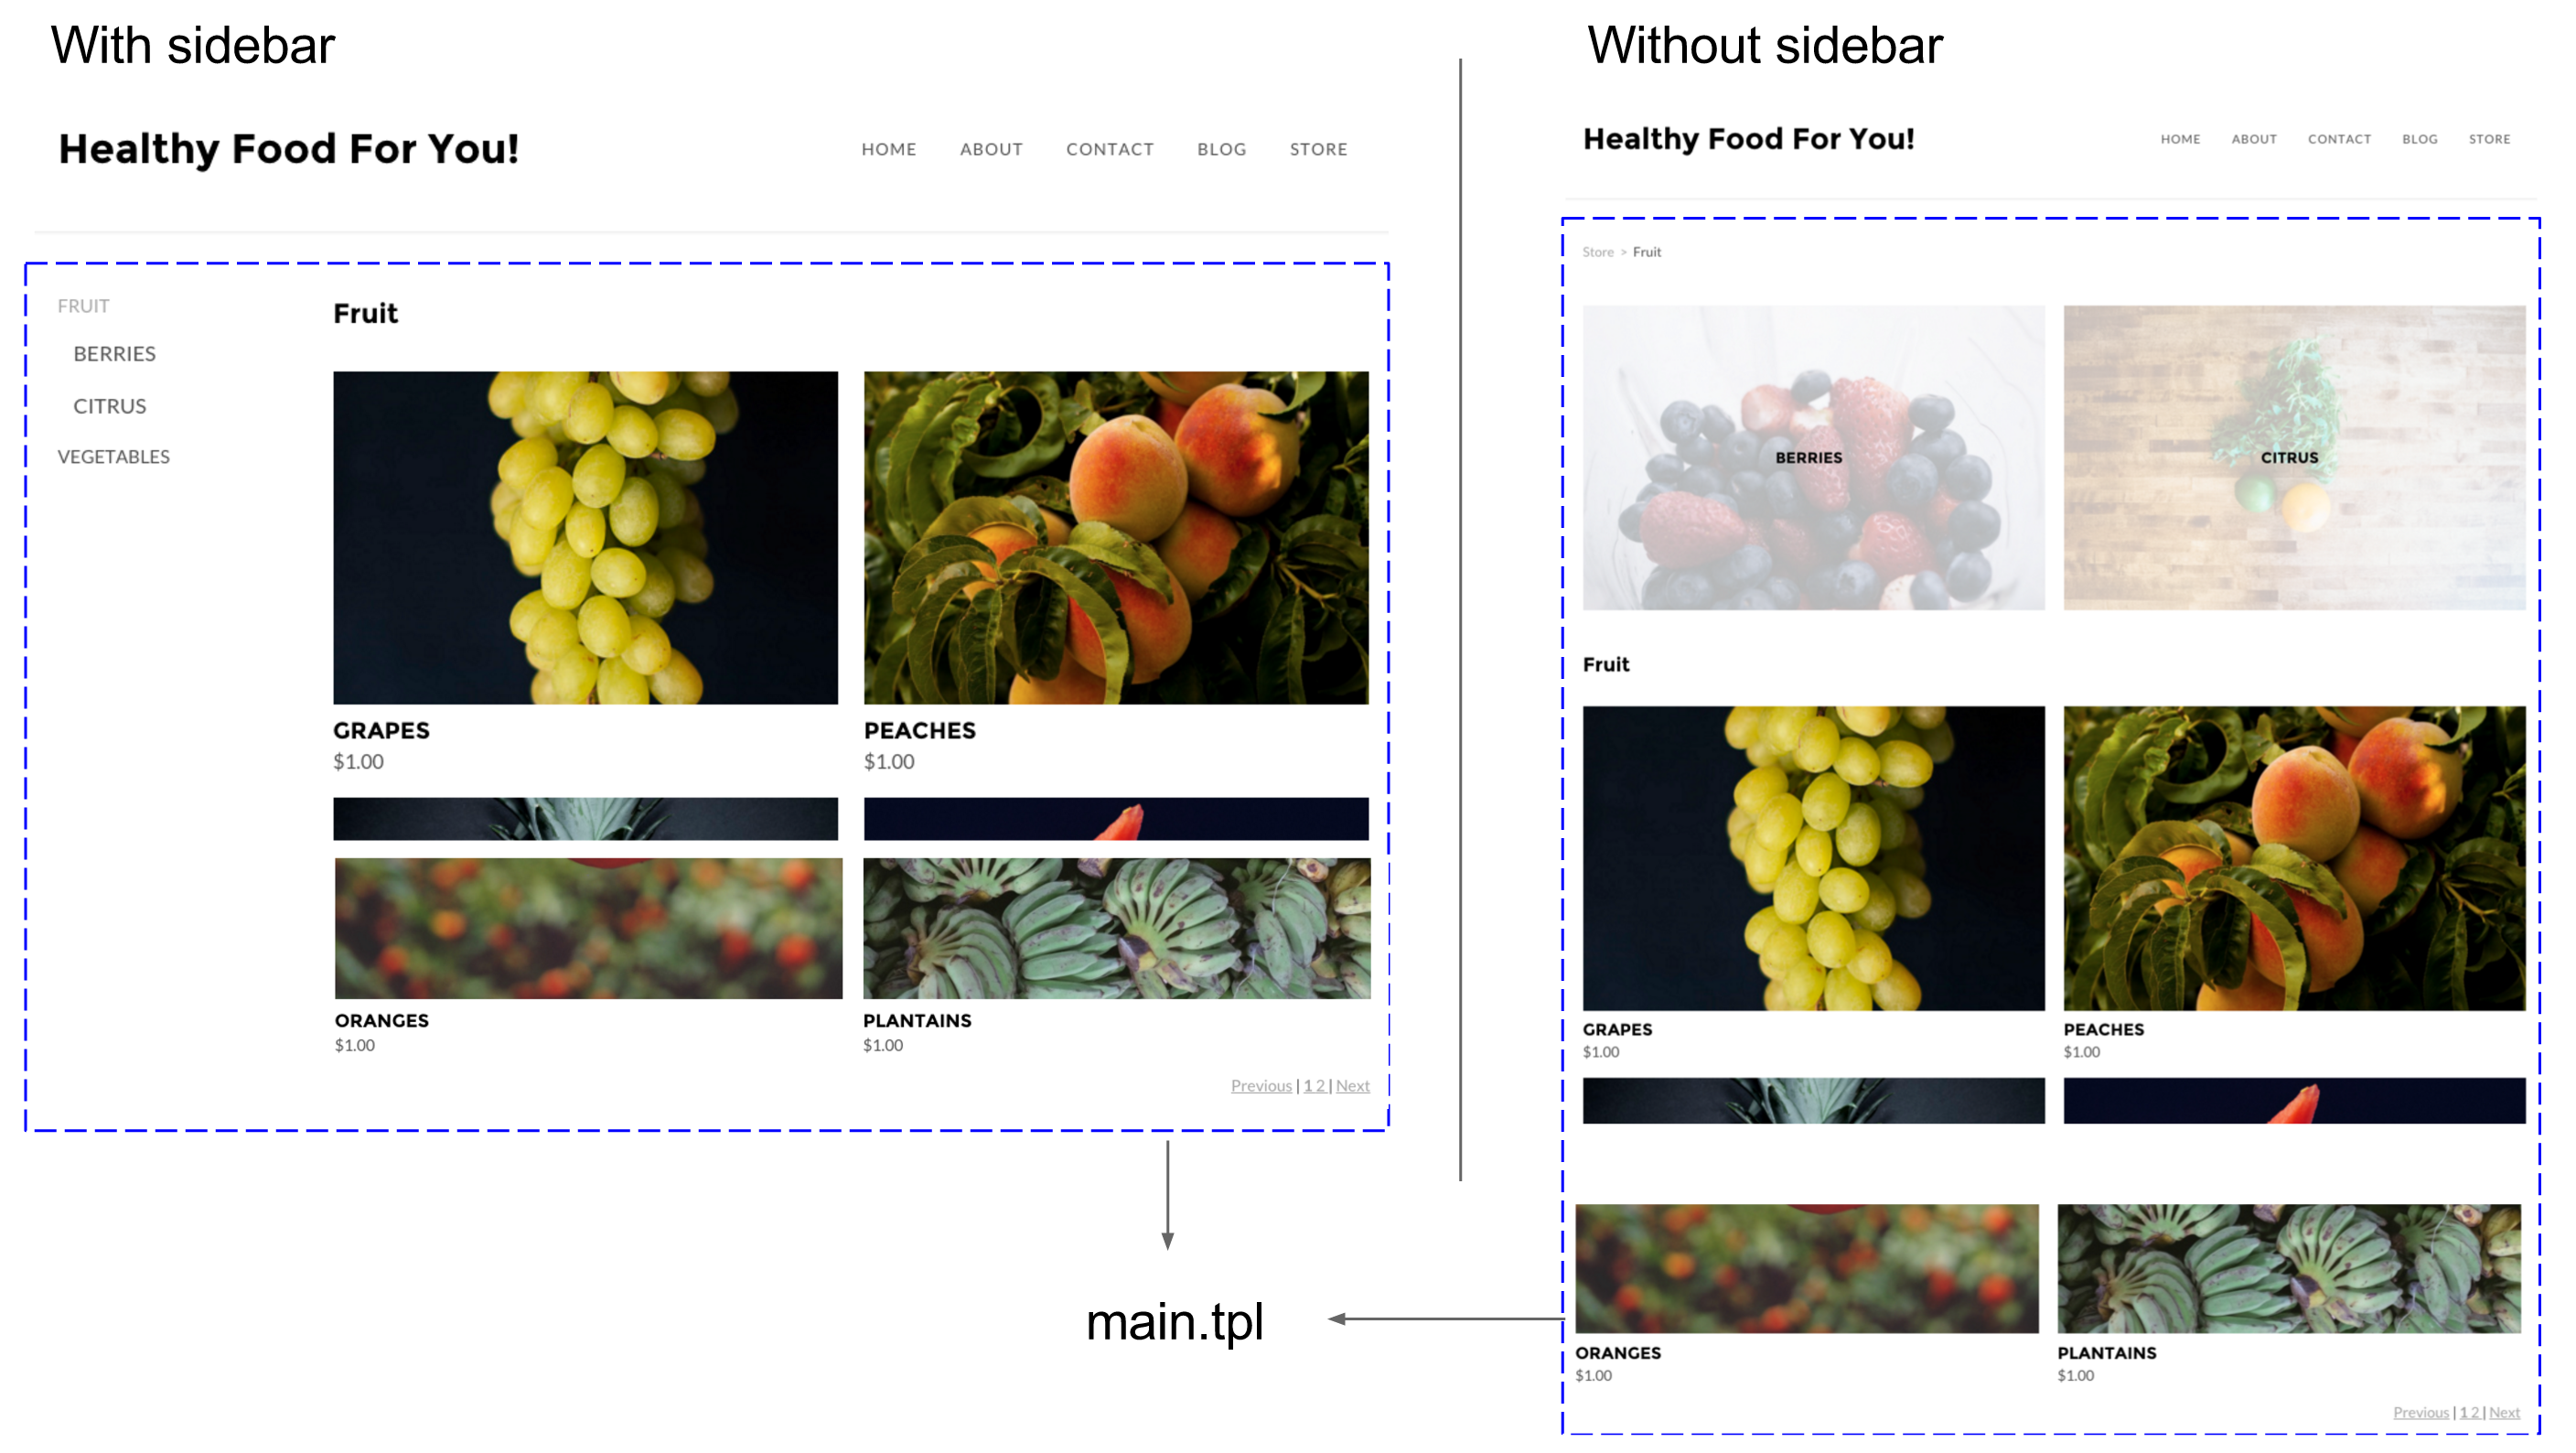 With sidebar
Healthy Food For You!
HOME ABOUT CONTACT BLOG STORE
FRUIT
BERRIES
CITRUS
VEGETABLES
Fruit
GRAPES
$1.00
PEACHES
$1.00
ORANGES
$1.00
PLANTAINS
$1.00
Previous | 1 2 | Next
main.tpl
Without sidebar
Healthy Food For You!
HOME ABOUT CONTACT BLOG STORE
Store > Fruit
BERRIES
CITRUS
Fruit
GRAPES
$1.00
PEACHES
$1.00
ORANGES
$1.00
PLANTAINS
$1.00
Previous | 1 2 | Next